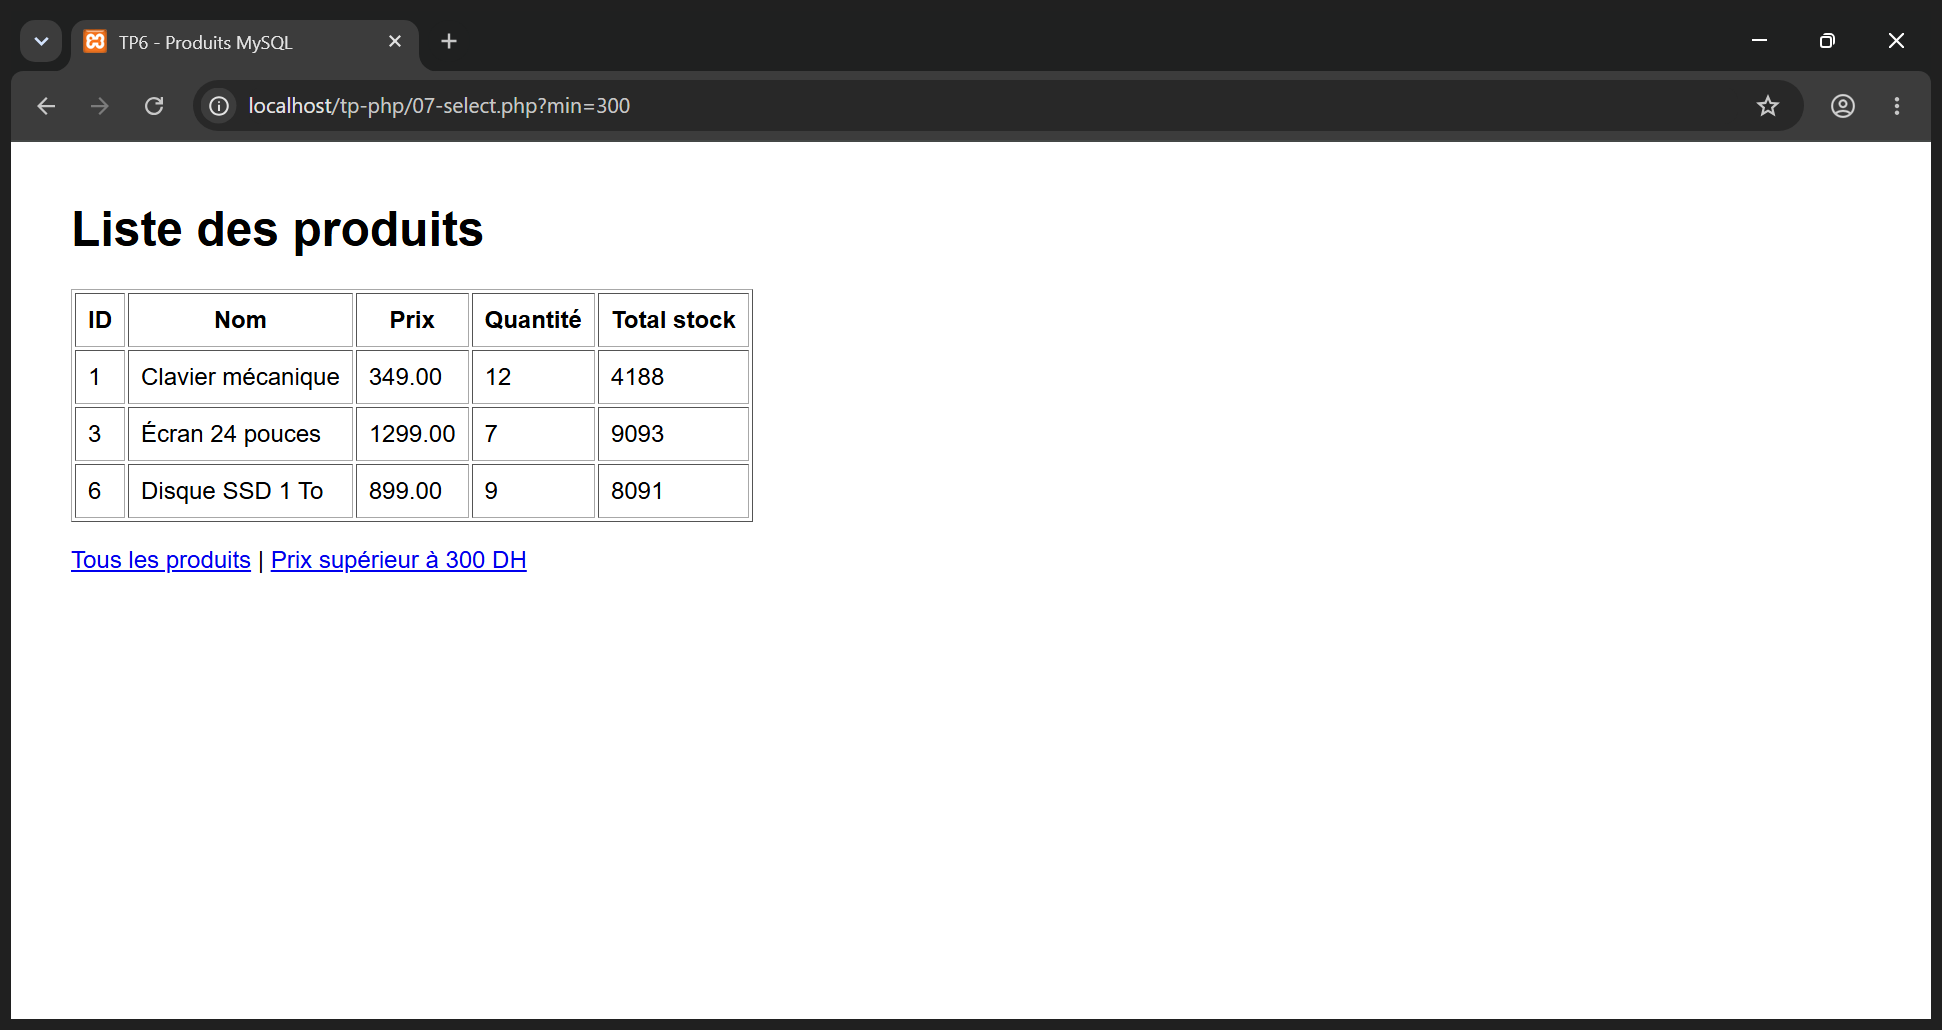 TP6 - Produits MySQL
localhost/tp-php/07-select.php?min=300
Liste des produits
ID Nom Prix Quantité Total stock
1 Clavier mécanique 349.00 12 4188
3 Écran 24 pouces 1299.00 7 9093
6 Disque SSD 1 To 899.00 9 8091
Tous les produits | Prix supérieur à 300 DH